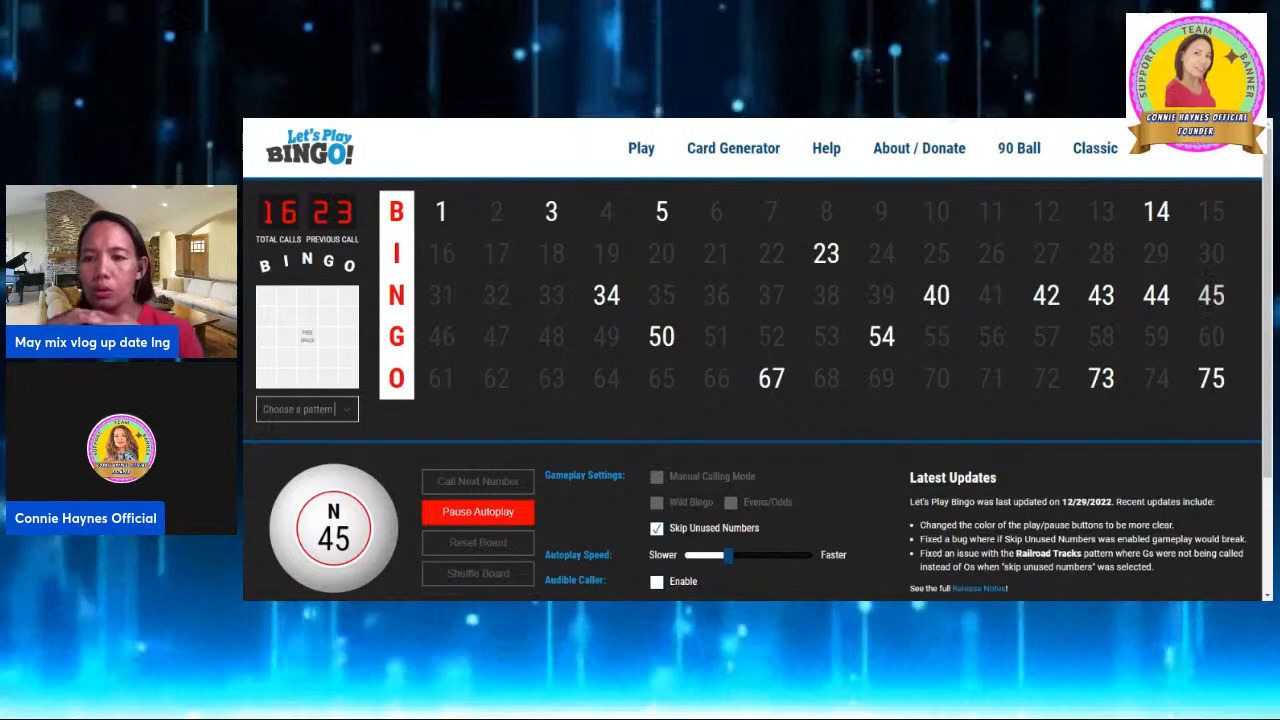 SUPPORT TEAM BANNER
CONNIE HAYNES OFFICIAL
FOUNDER
Let's Play
BINGO!
Play
Card Generator
Help
About / Donate
90 Ball
Classic
16 23
TOTAL CALLS PREVIOUS CALL
B I N G O
FREE
SPACE
Choose a pattern
B 1 2 3 4 5 6 7 8 9 10 11 12 13 14 15
I 16 17 18 19 20 21 22 23 24 25 26 27 28 29 30
N 31 32 33 34 35 36 37 38 39 40 41 42 43 44 45
G 46 47 48 49 50 51 52 53 54 55 56 57 58 59 60
O 61 62 63 64 65 66 67 68 69 70 71 72 73 74 75
May mix vlog up date lng
Connie Haynes Official
N
45
Call Next Number
Pause Autoplay
Reset Board
Shuffle Board
Gameplay Settings:
Manual Calling Mode
Wild Bingo Evens/Odds
Skip Unused Numbers
Autoplay Speed: Slower Faster
Audible Caller: Enable
Latest Updates
Let's Play Bingo was last updated on 12/29/2022. Recent updates include:
Changed the color of the play/pause buttons to be more clear.
Fixed a bug where if Skip Unused Numbers was enabled gameplay would break.
Fixed an issue with the Railroad Tracks pattern where Gs were not being called
instead of Os when "skip unused numbers" was selected.
See the full Release Notes!